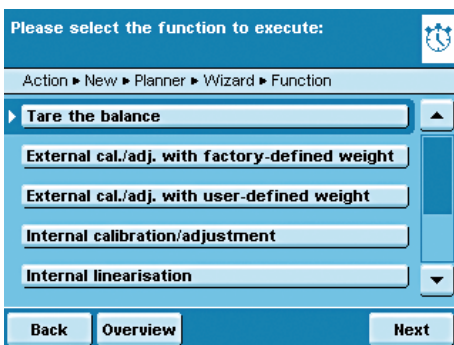 Please select the function to execute:
Action ▸ New ▸ Planner ▸ Wizard ▸ Function
Tare the balance
External cal./adj. with factory-defined weight
External cal./adj. with user-defined weight
Internal calibration/adjustment
Internal linearisation
Back Overview Next